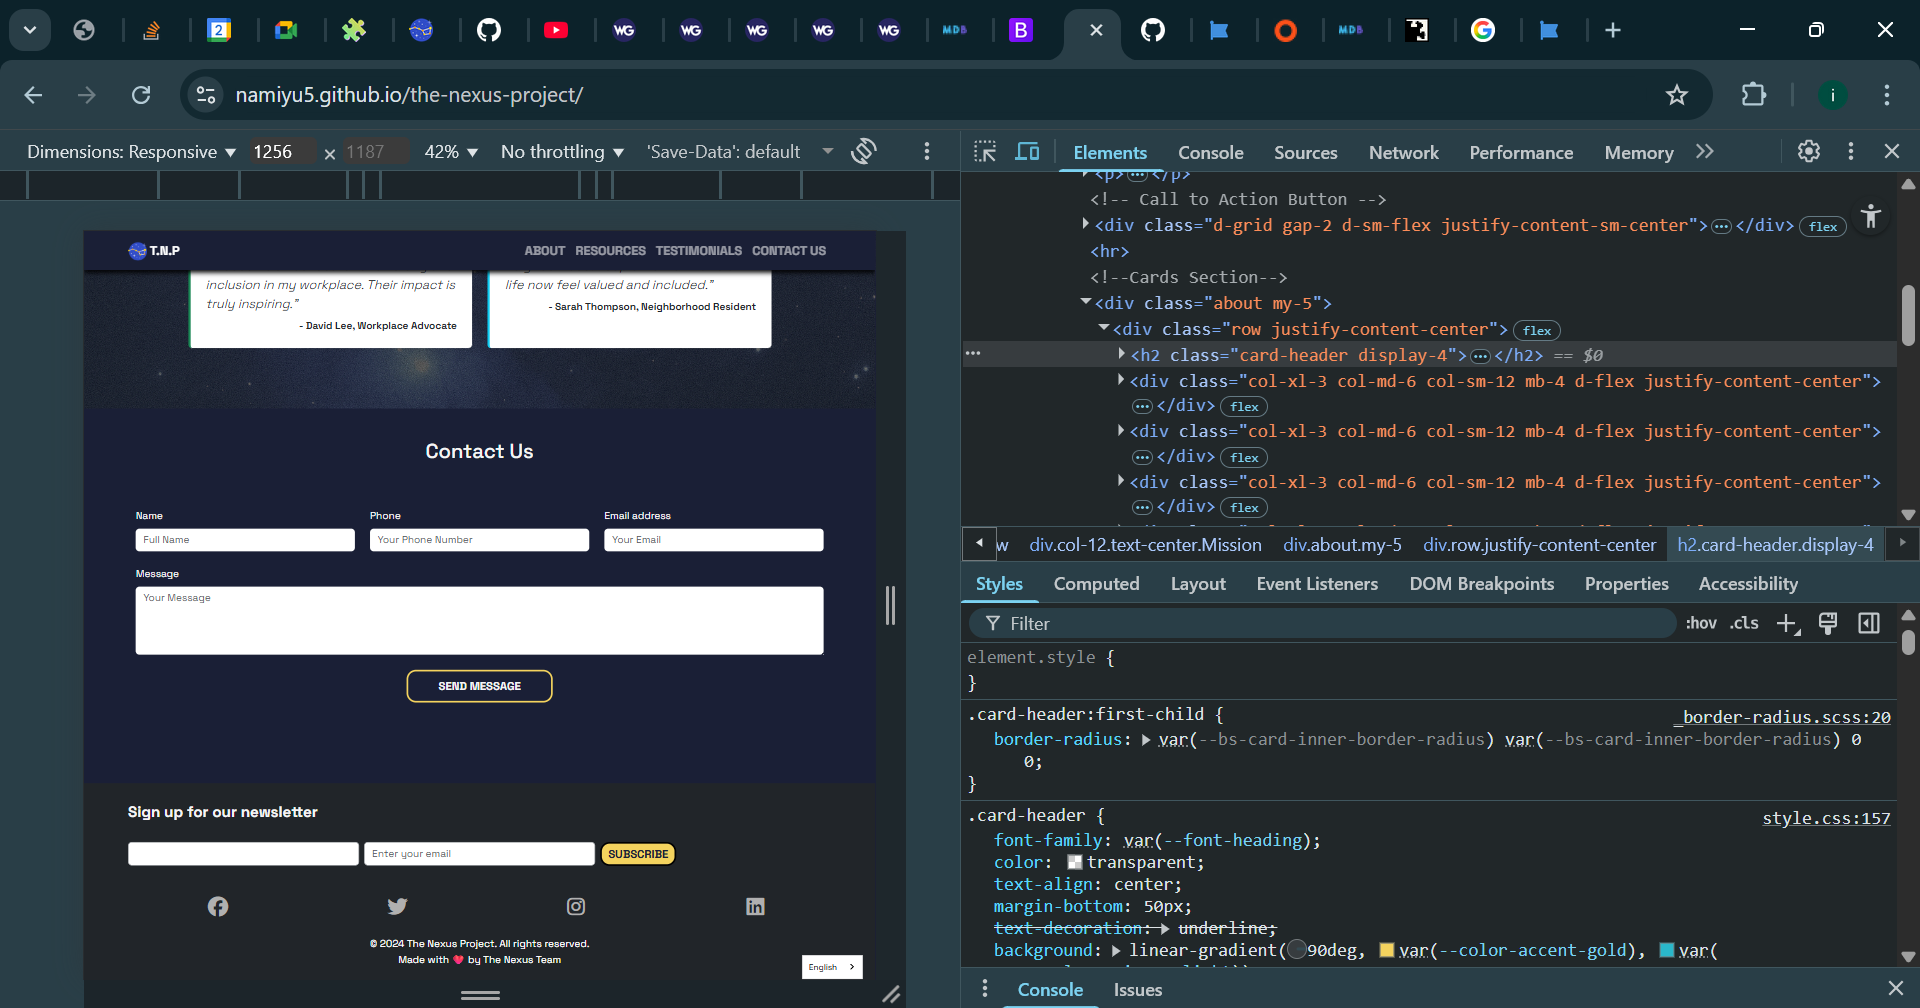 2
WG
WG
WG
WG
WG
MDB
B
MDB
G
namiyu5.github.io/the-nexus-project/
i
Dimensions: Responsive ▼ 1256 × 1187 42% ▼ No throttling ▼ 'Save-Data': default
T.N.P
ABOUT RESOURCES TESTIMONIALS CONTACT US
inclusion in my workplace. Their impact is
truly inspiring."
- David Lee, Workplace Advocate
life now feel valued and included."
- Sarah Thompson, Neighborhood Resident
Contact Us
Name
Phone
Email address
Full Name
Your Phone Number
Your Email
Message
Your Message
SEND MESSAGE
Sign up for our newsletter
Enter your email
SUBSCRIBE
© 2024 The Nexus Project. All rights reserved.
Made with ❤ by The Nexus Team
English
Elements Console Sources Network Performance Memory
<p>…</p>
<!-- Call to Action Button -->
<div class="d-grid gap-2 d-sm-flex justify-content-sm-center">…</div> flex
<hr>
<!--Cards Section-->
<div class="about my-5">
<div class="row justify-content-center"> flex
<h2 class="card-header display-4">…</h2> == $0
<div class="col-xl-3 col-md-6 col-sm-12 mb-4 d-flex justify-content-center">
…</div> flex
<div class="col-xl-3 col-md-6 col-sm-12 mb-4 d-flex justify-content-center">
…</div> flex
<div class="col-xl-3 col-md-6 col-sm-12 mb-4 d-flex justify-content-center">
…</div> flex
w div.col-12.text-center.Mission div.about.my-5 div.row.justify-content-center h2.card-header.display-4
Styles Computed Layout Event Listeners DOM Breakpoints Properties Accessibility
Filter :hov .cls
element.style {
}
.card-header:first-child { _border-radius.scss:20
border-radius: var(--bs-card-inner-border-radius) var(--bs-card-inner-border-radius) 0
0;
}
.card-header { style.css:157
font-family: var(--font-heading);
color: transparent;
text-align: center;
margin-bottom: 50px;
text-decoration: underline;
background: linear-gradient(90deg, var(--color-accent-gold), var(
Console Issues